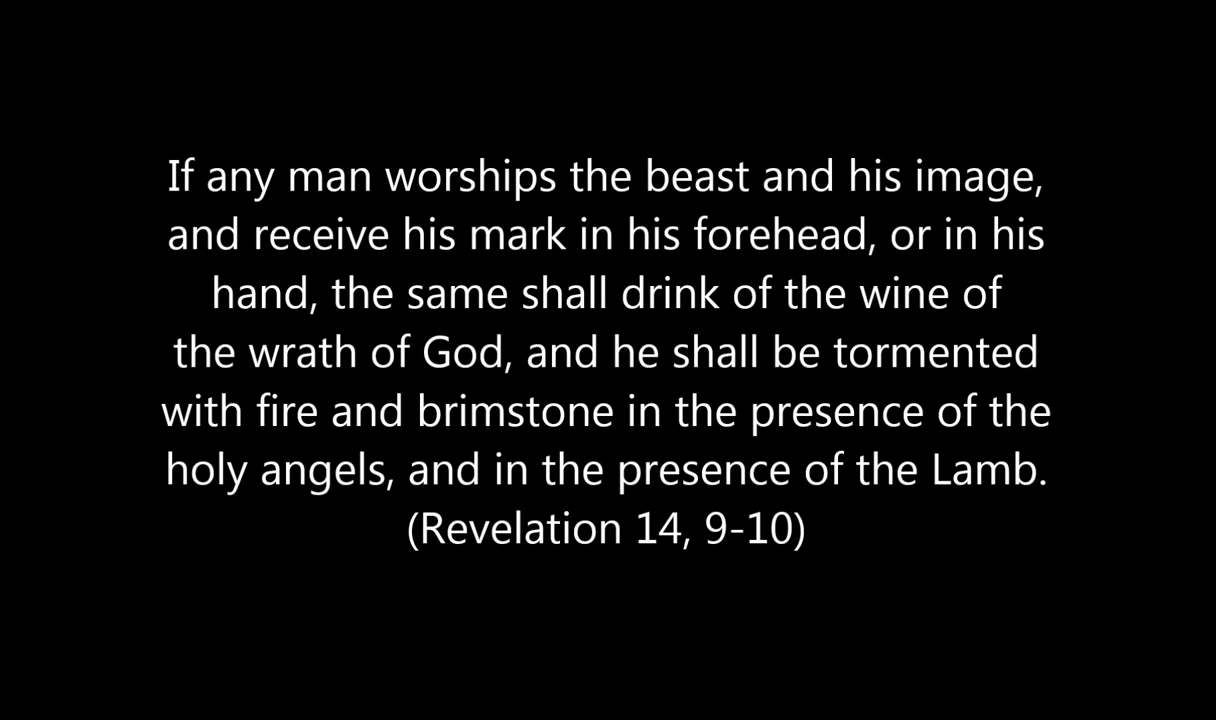 If any man worships the beast and his image,
and receive his mark in his forehead, or in his
hand, the same shall drink of the wine of
the wrath of God, and he shall be tormented
with fire and brimstone in the presence of the
holy angels, and in the presence of the Lamb.
(Revelation 14, 9-10)